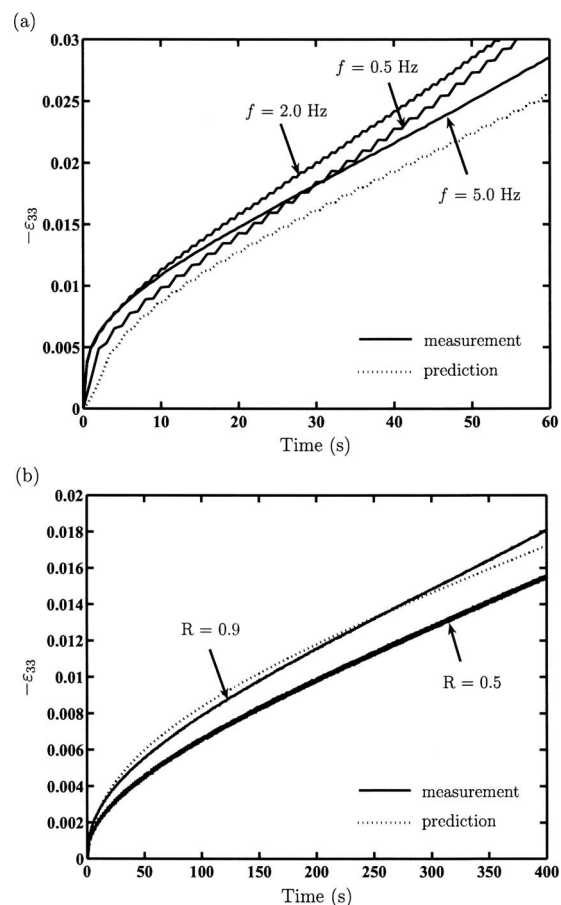 (a)
0.03
0.025
0.02
0.015
0.01
0.005
0
−ε33
f = 0.5 Hz
f = 2.0 Hz
f = 5.0 Hz
measurement
prediction
0 10 20 30 40 50 60
Time (s)
(b)
0.02
0.018
0.016
0.014
0.012
0.01
0.008
0.006
0.004
0.002
0
−ε33
R = 0.9
R = 0.5
measurement
prediction
0 50 100 150 200 250 300 350 400
Time (s)